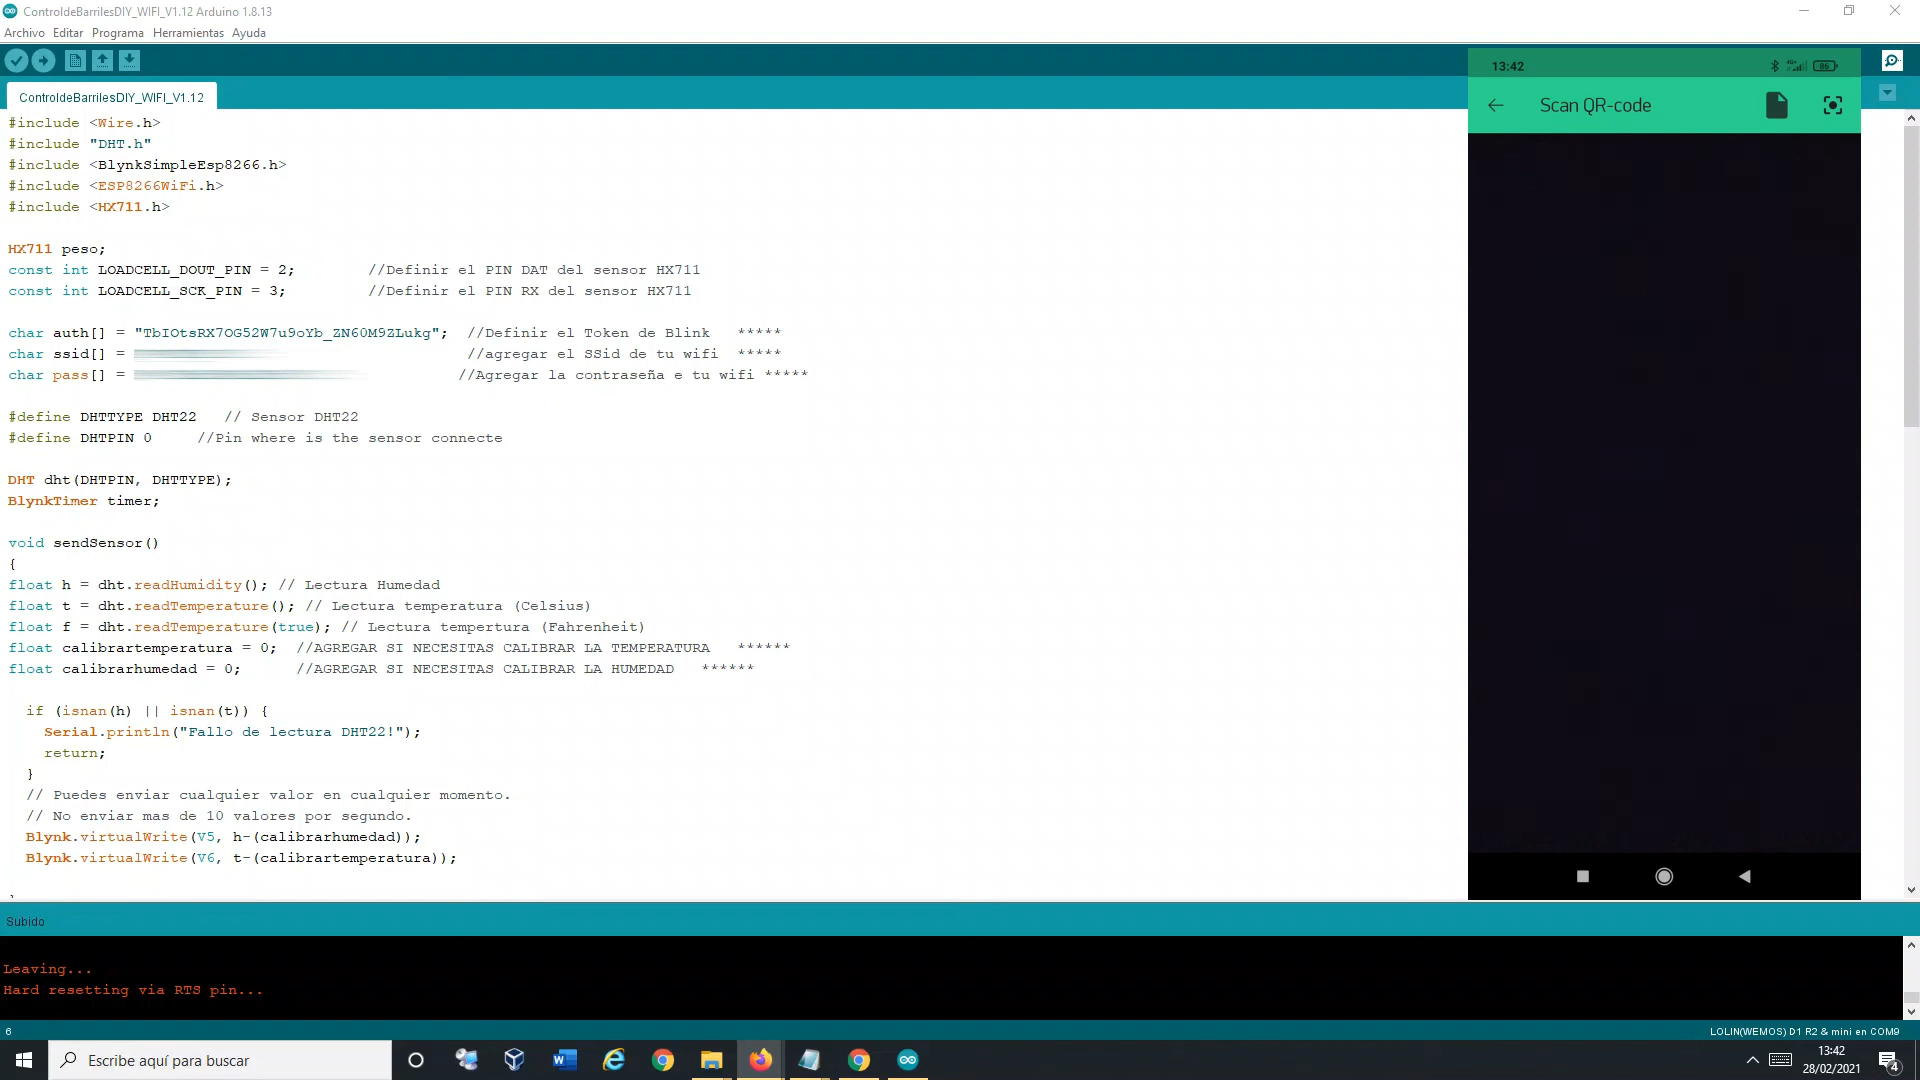 ControldeBarrilesDIY_WIFI_V1.12 Arduino 1.8.13
Archivo Editar Programa Herramientas Ayuda
ControldeBarrilesDIY_WIFI_V1.12
#include <Wire.h>
#include "DHT.h"
#include <BlynkSimpleEsp8266.h>
#include <ESP8266WiFi.h>
#include <HX711.h>
HX711 peso;
const int LOADCELL_DOUT_PIN = 2; //Definir el PIN DAT del sensor HX711
const int LOADCELL_SCK_PIN = 3; //Definir el PIN RX del sensor HX711
char auth[] = "TbIOtsRX7OG52W7u9oYb_ZN60M9ZLukg"; //Definir el Token de Blink *****
char ssid[] = //agregar el SSid de tu wifi *****
char pass[] = //Agregar la contraseña e tu wifi *****
#define DHTTYPE DHT22 // Sensor DHT22
#define DHTPIN 0 //Pin where is the sensor connecte
DHT dht(DHTPIN, DHTTYPE);
BlynkTimer timer;
void sendSensor()
{
float h = dht.readHumidity(); // Lectura Humedad
float t = dht.readTemperature(); // Lectura temperatura (Celsius)
float f = dht.readTemperature(true); // Lectura tempertura (Fahrenheit)
float calibrartemperatura = 0; //AGREGAR SI NECESITAS CALIBRAR LA TEMPERATURA ******
float calibrarhumedad = 0; //AGREGAR SI NECESITAS CALIBRAR LA HUMEDAD ******
if (isnan(h) || isnan(t)) {
Serial.println("Fallo de lectura DHT22!");
return;
}
// Puedes enviar cualquier valor en cualquier momento.
// No enviar mas de 10 valores por segundo.
Blynk.virtualWrite(V5, h-(calibrarhumedad));
Blynk.virtualWrite(V6, t-(calibrartemperatura));
13:42
86
Scan QR-code
Subido
Leaving...
Hard resetting via RTS pin...
6
LOLIN(WEMOS) D1 R2 & mini en COM9
Escribe aquí para buscar
13:42
28/02/2021
4